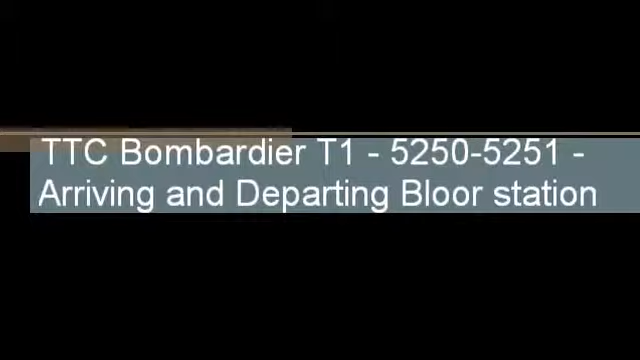 TTC Bombardier T1 - 5250-5251 -
Arriving and Departing Bloor station